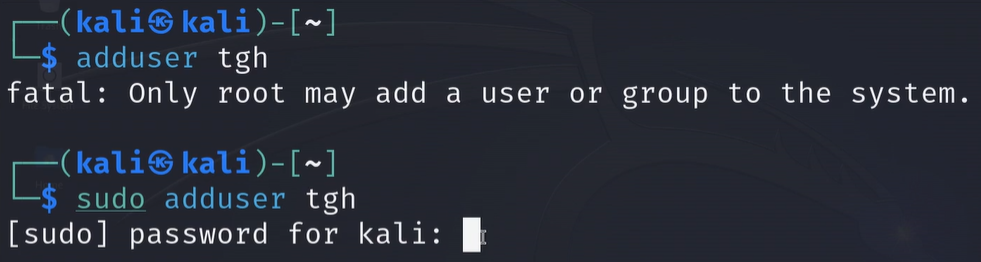 ┌──(kali㉿kali)-[~]
└─$ adduser tgh
fatal: Only root may add a user or group to the system.
┌──(kali㉿kali)-[~]
└─$ sudo adduser tgh
[sudo] password for kali: